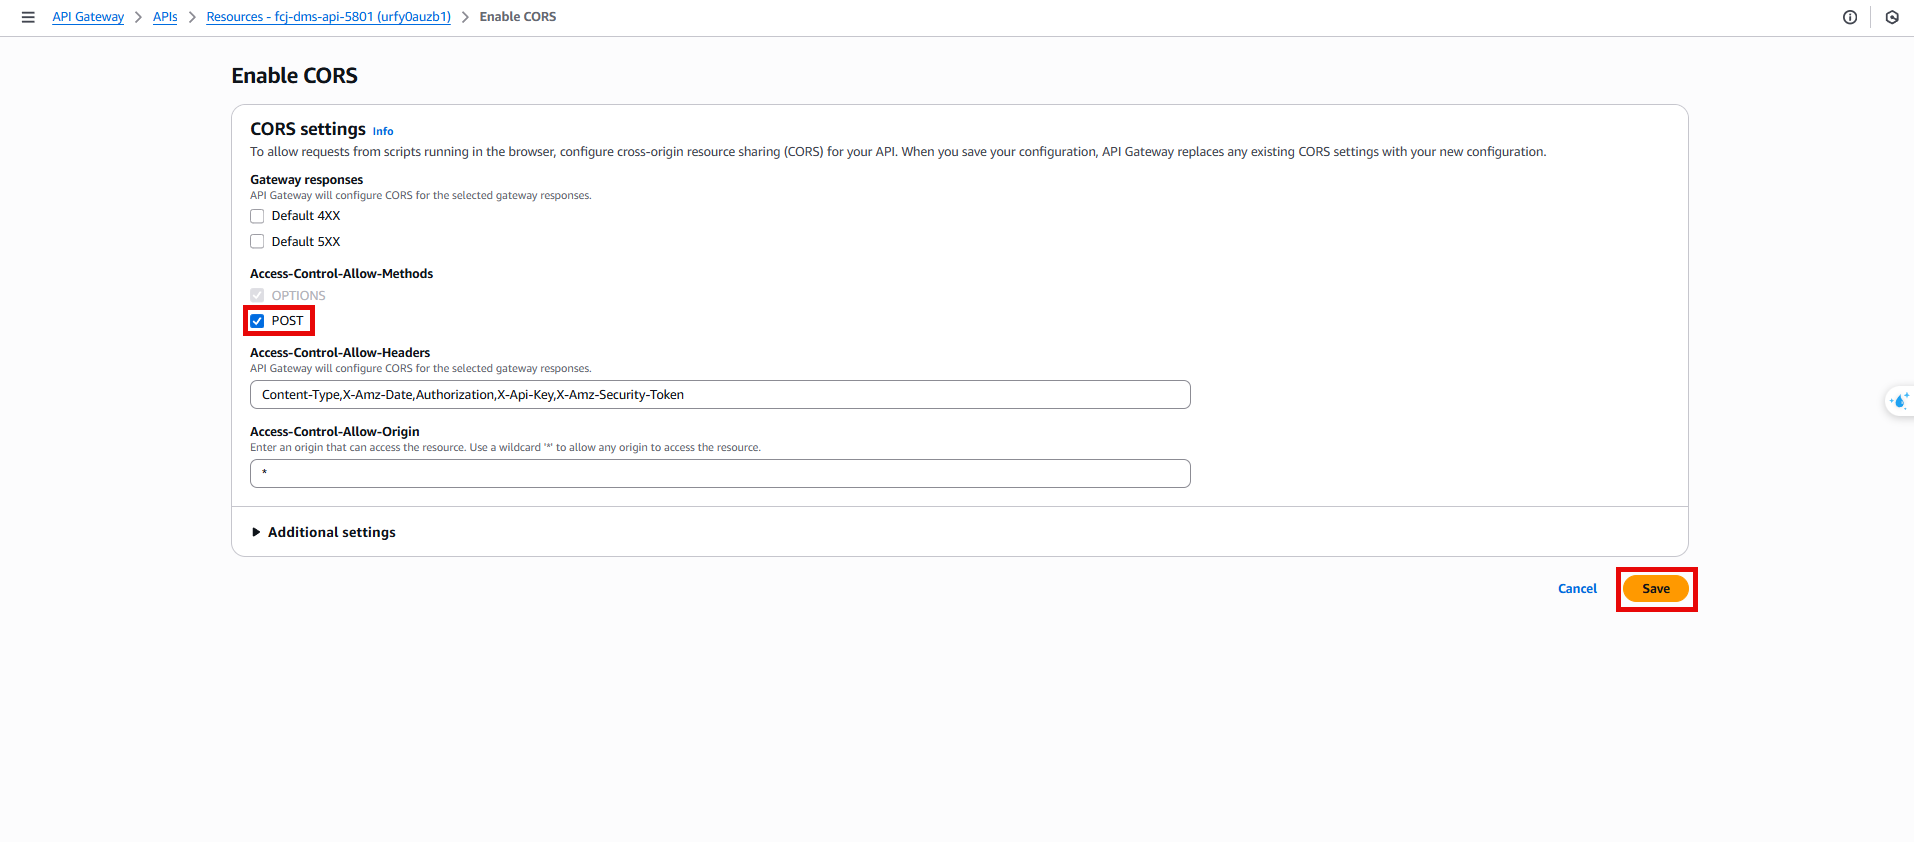 API Gateway > APIs > Resources - fcj-dms-api-5801 (urfy0auzb1) > Enable CORS
Enable CORS
CORS settings Info
To allow requests from scripts running in the browser, configure cross-origin resource sharing (CORS) for your API. When you save your configuration, API Gateway replaces any existing CORS settings with your new configuration.
Gateway responses
API Gateway will configure CORS for the selected gateway responses.
Default 4XX
Default 5XX
Access-Control-Allow-Methods
OPTIONS
POST
Access-Control-Allow-Headers
API Gateway will configure CORS for the selected gateway responses.
Content-Type,X-Amz-Date,Authorization,X-Api-Key,X-Amz-Security-Token
Access-Control-Allow-Origin
Enter an origin that can access the resource. Use a wildcard '*' to allow any origin to access the resource.
*
Additional settings
Cancel Save